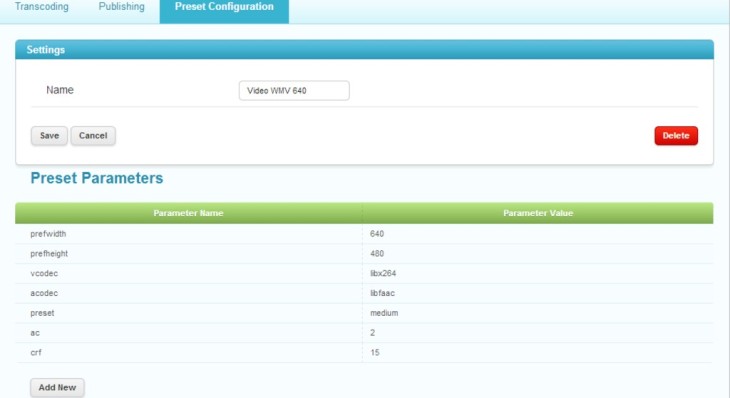 Transcoding Publishing Preset Configuration
Settings
Name Video WMV 640
Save Cancel Delete
Preset Parameters
Parameter Name Parameter Value
prefwidth 640
prefheight 480
vcodec libx264
acodec libfaac
preset medium
ac 2
crf 15
Add New